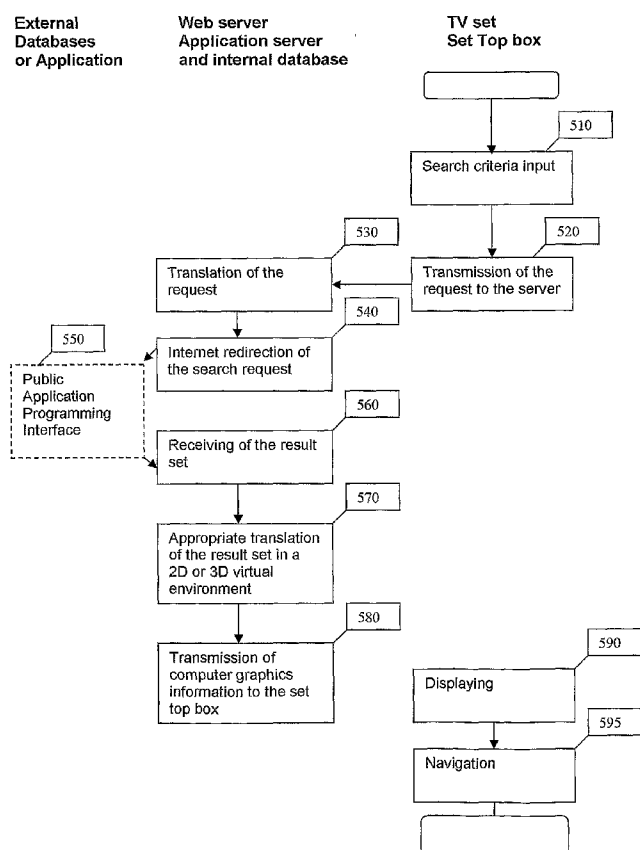 External
Databases
or Application
Web server
Application server
and internal database
TV set
Set Top box
510
Search criteria input
520
Transmission of the
request to the server
530
Translation of the
request
540
Internet redirection of
the search request
550
Public
Application
Programming
Interface
560
Receiving of the result
set
570
Appropriate translation
of the result set in a
2D or 3D virtual
environment
580
Transmission of
computer graphics
information to the set
top box
590
Displaying
595
Navigation